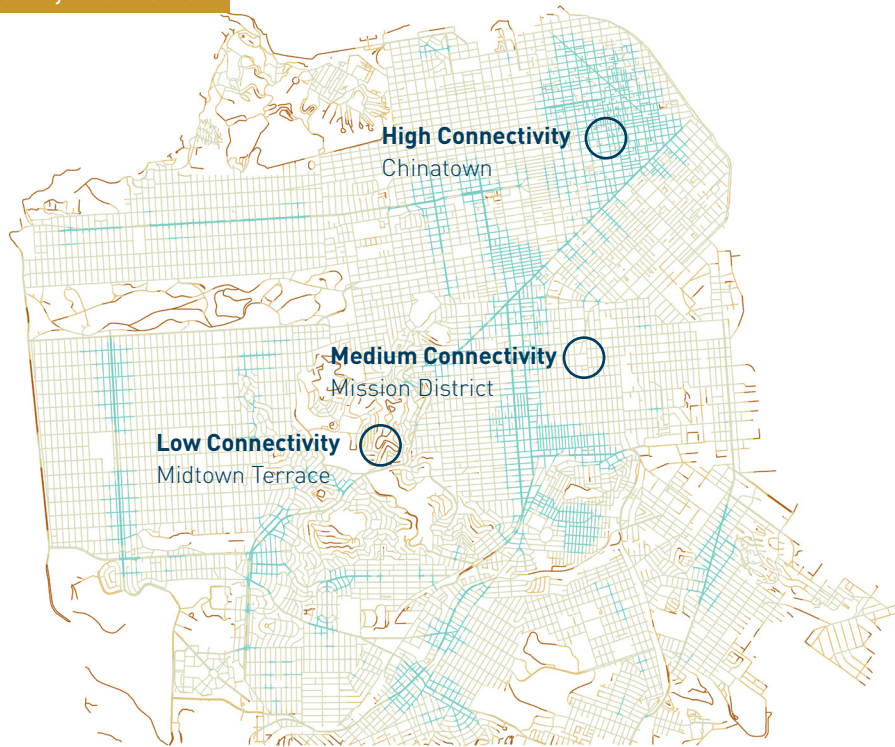 High Connectivity
Chinatown
Medium Connectivity
Mission District
Low Connectivity
Midtown Terrace